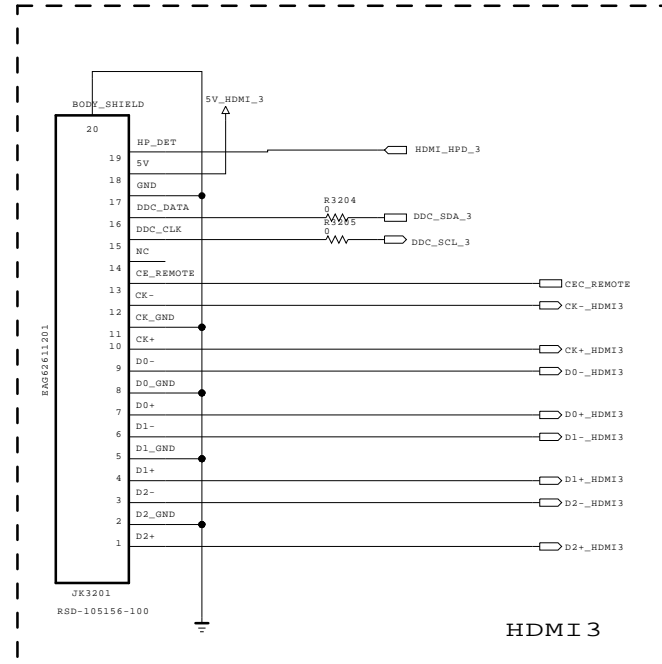 5V_HDMI_3
BODY_SHIELD
20
HP_DET
19
HDMI_HPD_3
5V
18
GND
17
R3204
DDC_DATA
0
DDC_SDA_3
16
R3205
DDC_CLK
0
DDC_SCL_3
15
NC
14
CE_REMOTE
13
CEC_REMOTE
CK-
12
CK-_HDMI3
CK_GND
11
CK+
10
CK+_HDMI3
D0-
9
D0-_HDMI3
D0_GND
8
D0+
7
D0+_HDMI3
D1-
6
D1-_HDMI3
D1_GND
5
D1+
4
D1+_HDMI3
D2-
3
D2-_HDMI3
D2_GND
2
D2+
1
D2+_HDMI3
EAG62611201
JK3201
RSD-105156-100
HDMI3